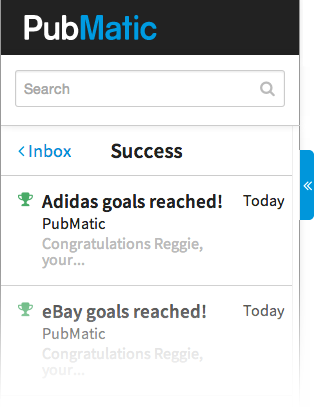 PubMatic
Search
Inbox Success
Adidas goals reached! Today
PubMatic
Congratulations Reggie,
your...
eBay goals reached! Today
PubMatic
Congratulations Reggie,
your...